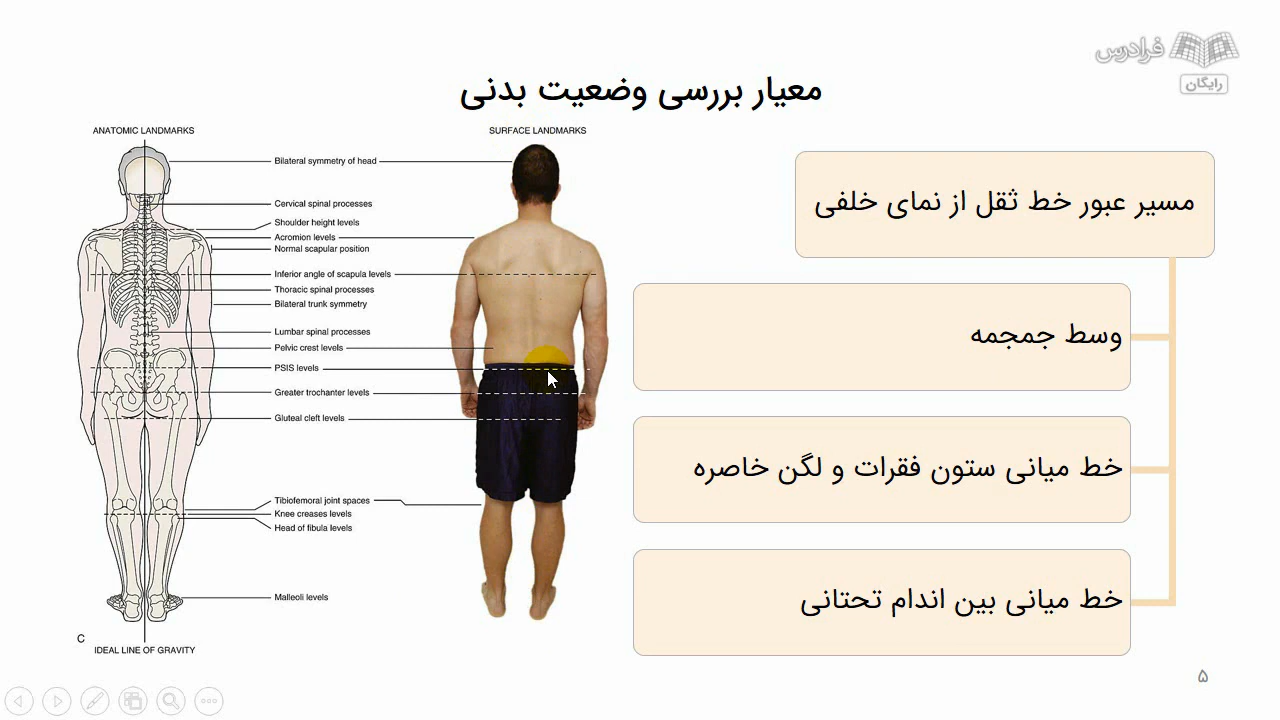 فرادرس
رایگان
معیار بررسی وضعیت بدنی
ANATOMIC LANDMARKS
SURFACE LANDMARKS
Bilateral symmetry of head
Cervical spinal processes
Shoulder height levels
Acromion levels
Normal scapular position
Inferior angle of scapula levels
Thoracic spinal processes
Bilateral trunk symmetry
Lumbar spinal processes
Pelvic crest levels
PSIS levels
Greater trochanter levels
Gluteal cleft levels
Tibiofemoral joint spaces
Knee creases levels
Head of fibula levels
Malleoli levels
C
IDEAL LINE OF GRAVITY
مسیر عبور خط ثقل از نمای خلفی
وسط جمجمه
خط میانی ستون فقرات و لگن خاصره
خط میانی بین اندام تحتانی
۵